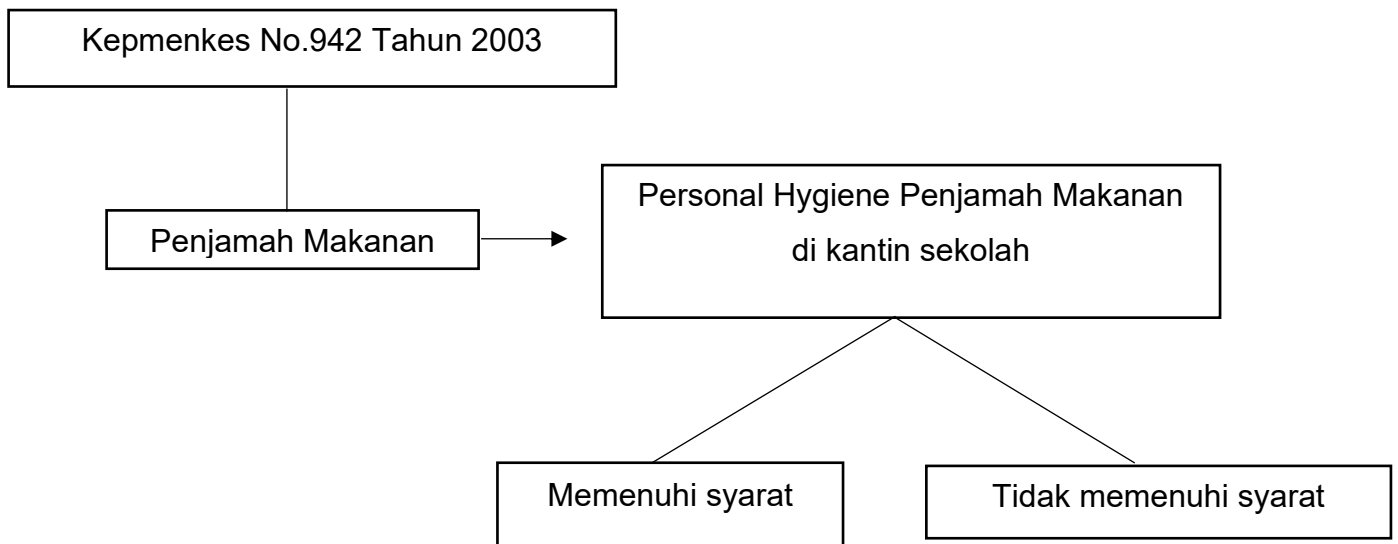 Kepmenkes No.942 Tahun 2003
Penjamah Makanan
Personal Hygiene Penjamah Makanan
di kantin sekolah
Memenuhi syarat
Tidak memenuhi syarat